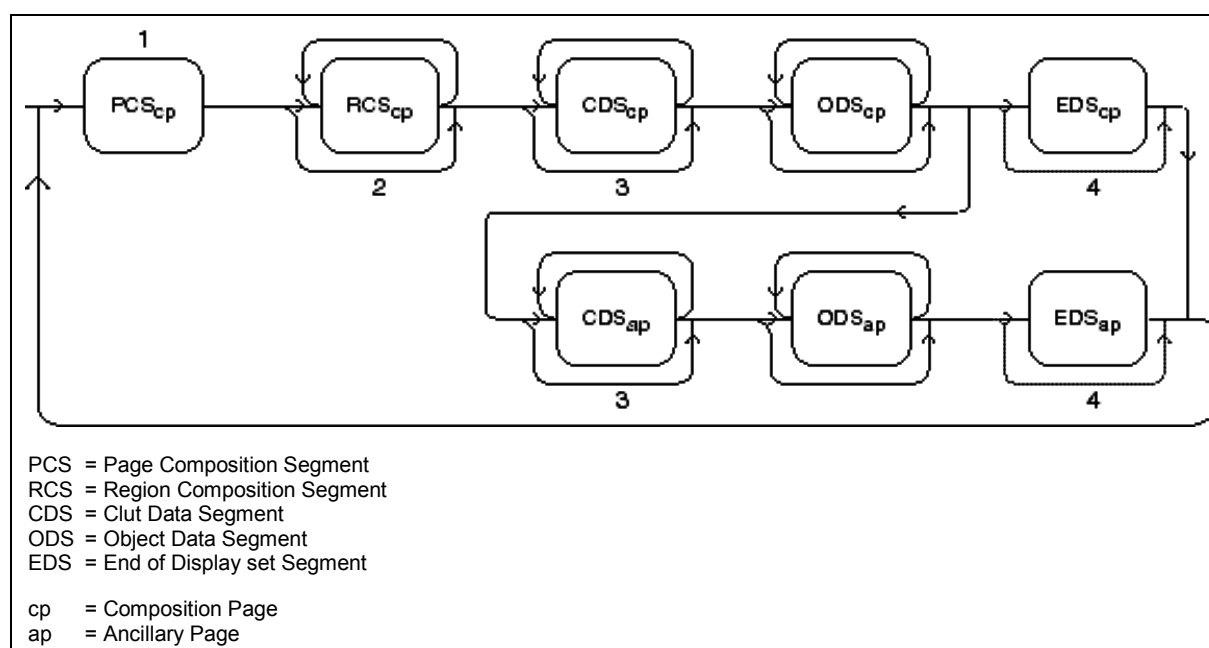 1
PCScp
RCScp
CDScp
ODScp
EDScp
2
3
4
CDSap
ODSap
EDSap
3
4
PCS = Page Composition Segment
RCS = Region Composition Segment
CDS = Clut Data Segment
ODS = Object Data Segment
EDS = End of Display set Segment
cp = Composition Page
ap = Ancillary Page